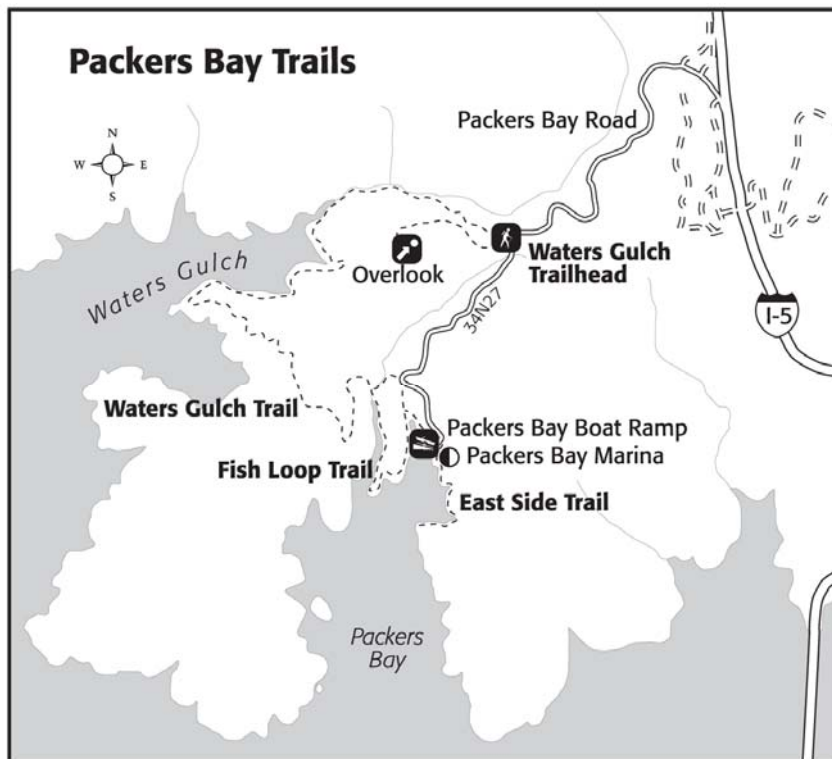 Packers Bay Trails
N
W E
S
Packers Bay Road
Waters Gulch
Overlook
Waters Gulch
Trailhead
34N27
I-5
Waters Gulch Trail
Packers Bay Boat Ramp
Packers Bay Marina
Fish Loop Trail
East Side Trail
Packers
Bay